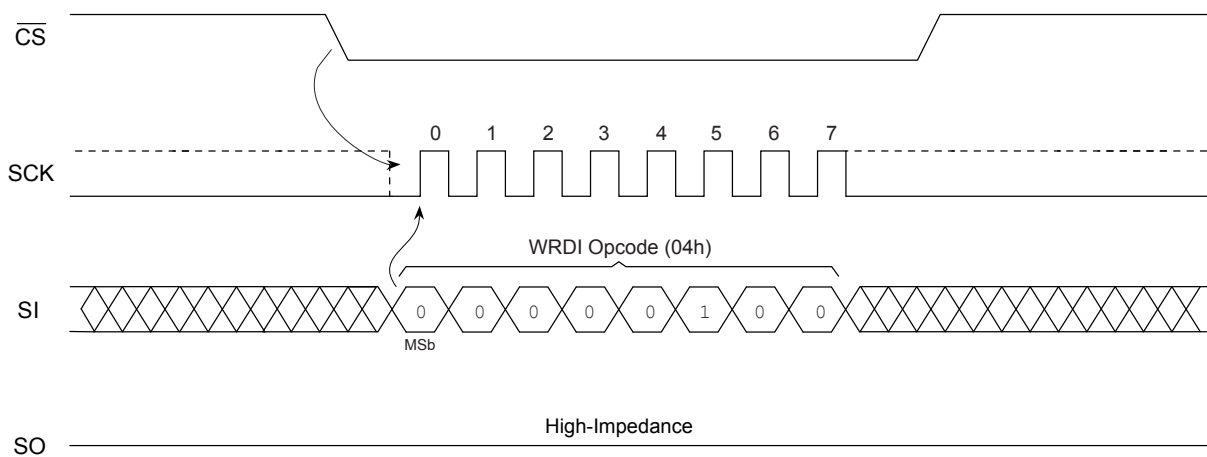 CS
0 1 2 3 4 5 6 7
SCK
WRDI Opcode (04h)
SI
0 0 0 0 0 1 0 0
MSb
High-Impedance
SO